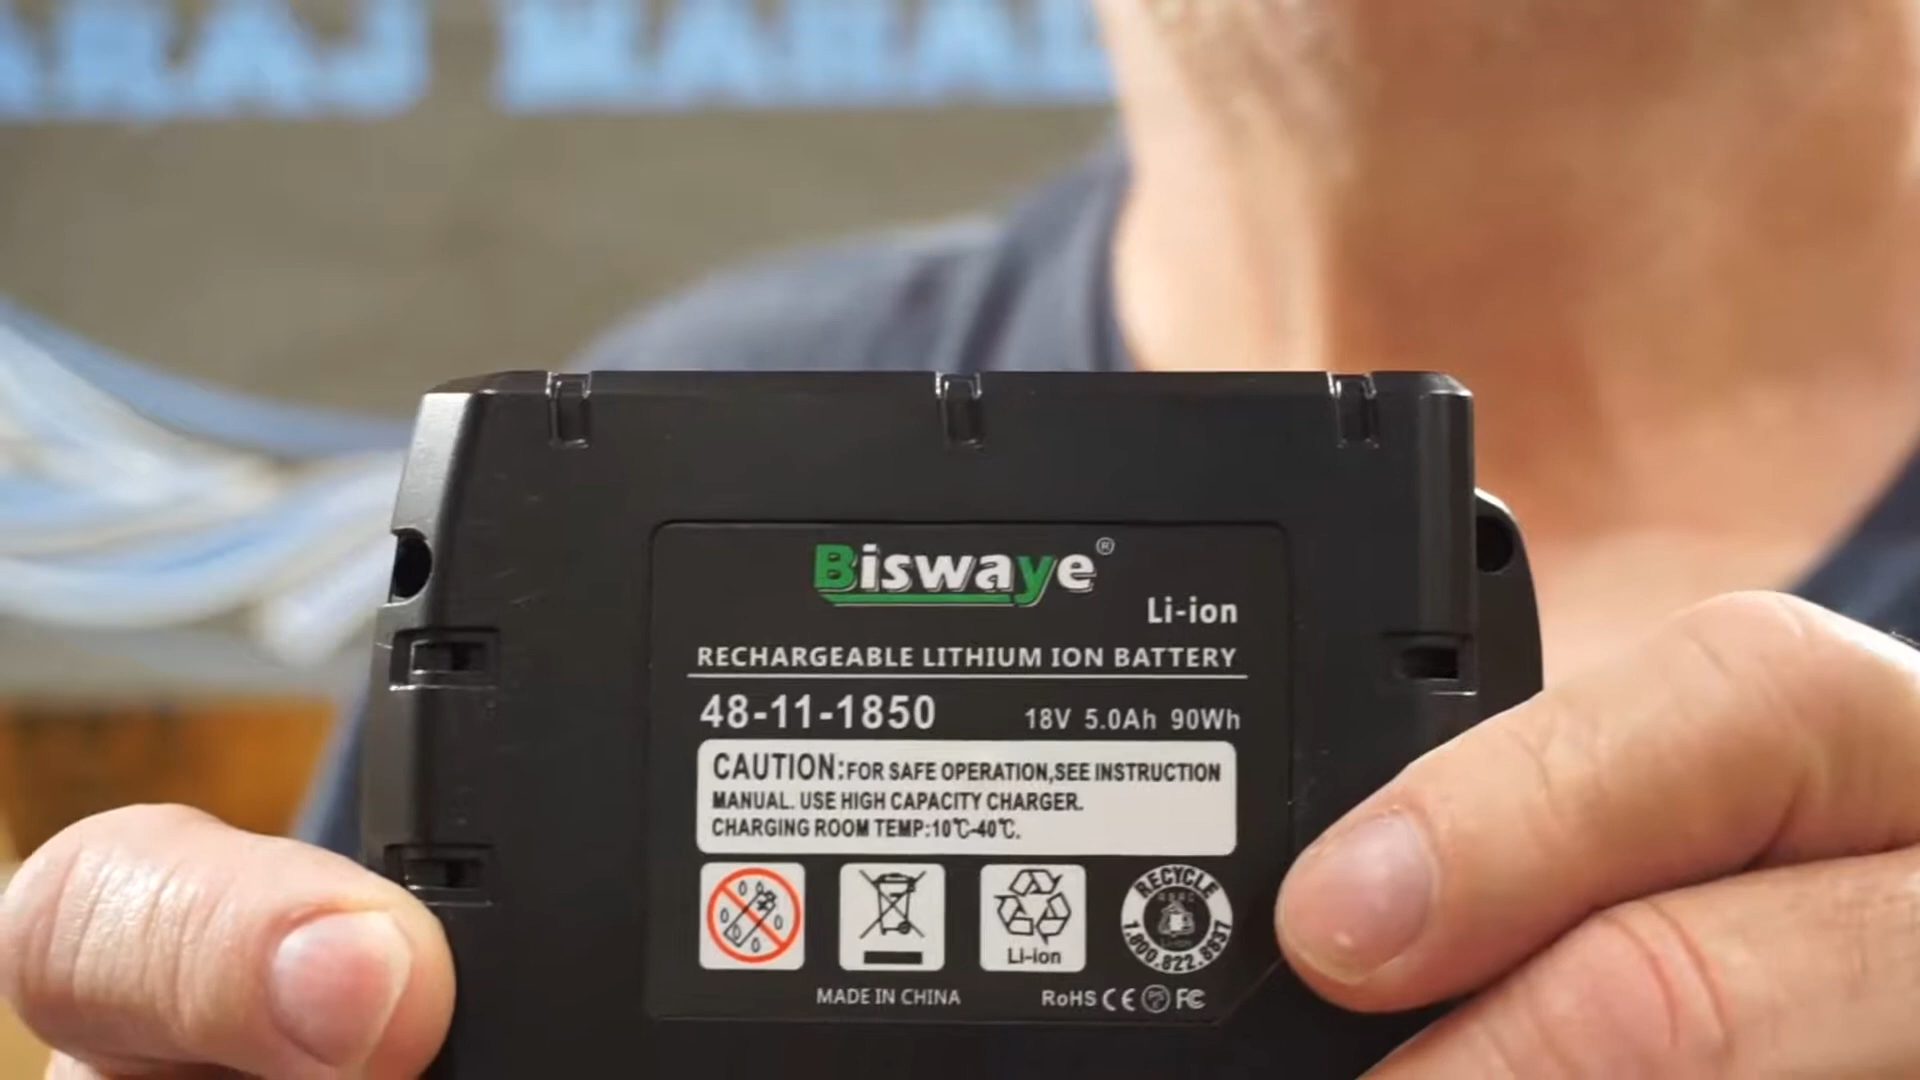 Biswaye®
Li-ion
RECHARGEABLE LITHIUM ION BATTERY
48-11-1850 18V 5.0Ah 90Wh
CAUTION:FOR SAFE OPERATION,SEE INSTRUCTION
MANUAL. USE HIGH CAPACITY CHARGER.
CHARGING ROOM TEMP:10℃-40℃.
Li-ion
RECYCLE
1.800.822.8837
MADE IN CHINA
RoHS CE PS FC